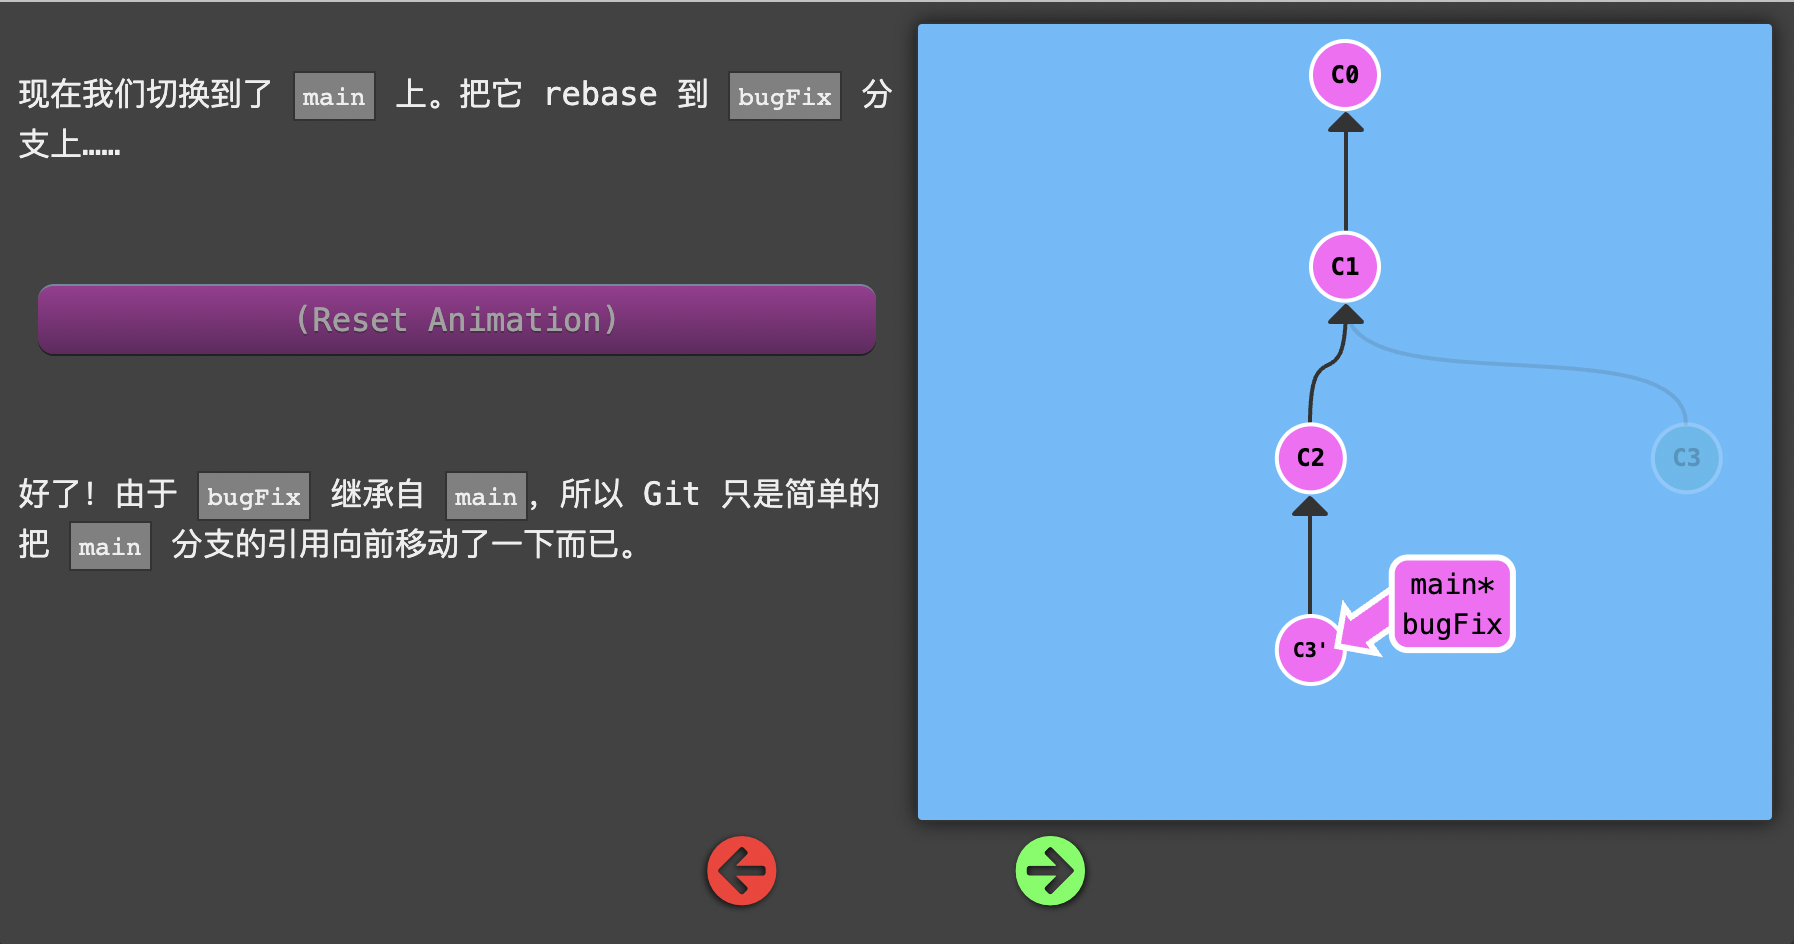 现在我们切换到了 main 上。把它 rebase 到 bugFix 分
支上……
(Reset Animation)
好了！由于 bugFix 继承自 main，所以 Git 只是简单的
把 main 分支的引用向前移动了一下而已。
C0
C1
C2
C3
main*
bugFix
C3'